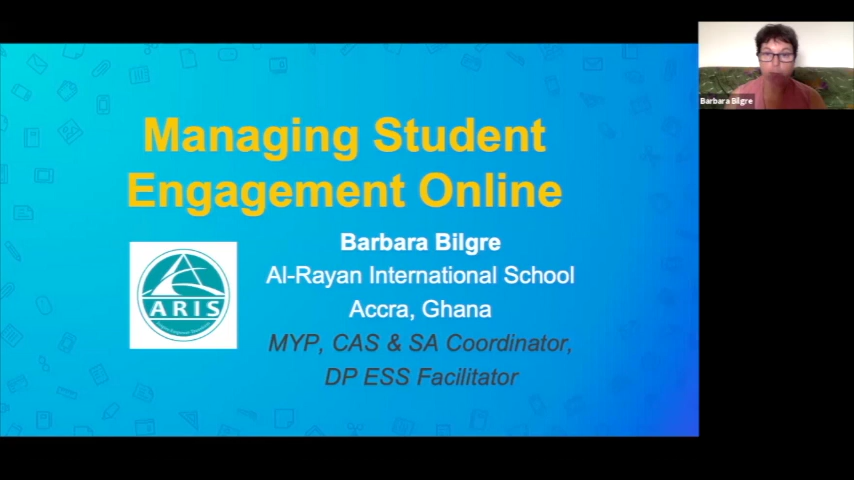 Managing Student
Engagement Online
Barbara Bilgre
Al-Rayan International School
Accra, Ghana
MYP, CAS & SA Coordinator,
DP ESS Facilitator
ARIS
Barbara Bilgre